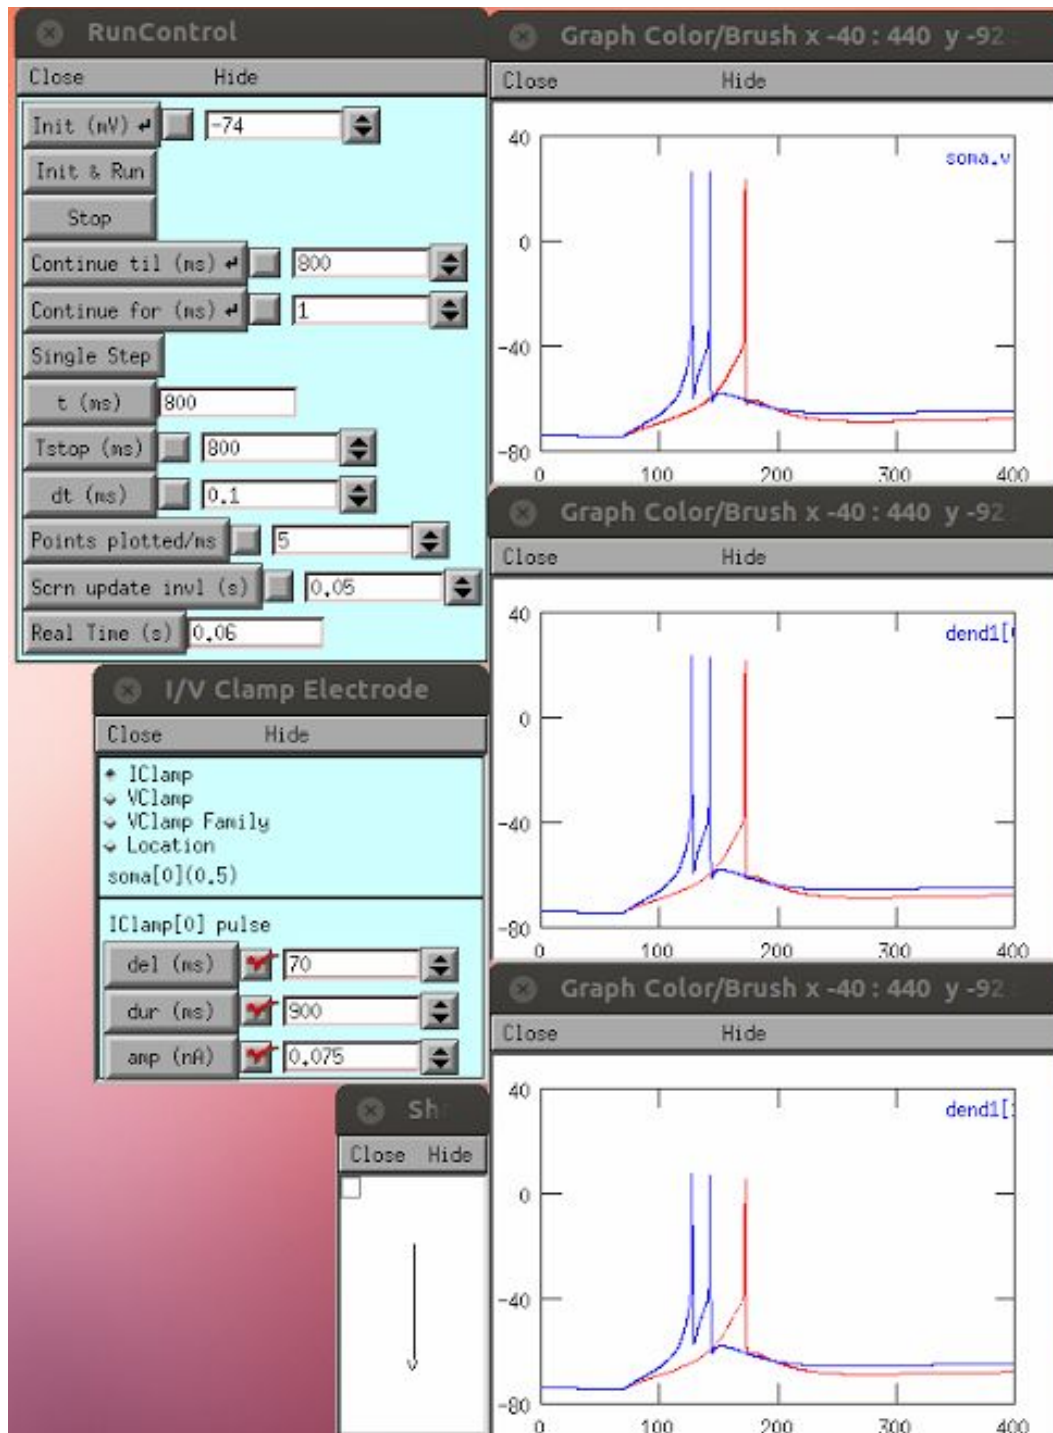 RunControl
Close Hide
Init (mV) -74
Init & Run
Stop
Continue til (ms) 800
Continue for (ms) 1
Single Step
t (ms) 800
Tstop (ms) 800
dt (ms) 0.1
Points plotted/ms 5
Scrn update invl (s) 0.05
Real Time (s) 0.06
I/V Clamp Electrode
Close Hide
IClamp
VClamp
VClamp Family
Location
soma[0](0.5)
IClamp[0] pulse
del (ms) 70
dur (ms) 900
amp (nA) 0.075
Sh
Close Hide
Graph Color/Brush x -40 : 440 y -92
Close Hide
40
soma.v
0
-40
-80
0 100 200 300 400
Graph Color/Brush x -40 : 440 y -92
Close Hide
40
dend1[
0
-40
-80
0 100 200 300 400
Graph Color/Brush x -40 : 440 y -92
Close Hide
40
dend1[
0
-40
-80
0 100 200 300 400